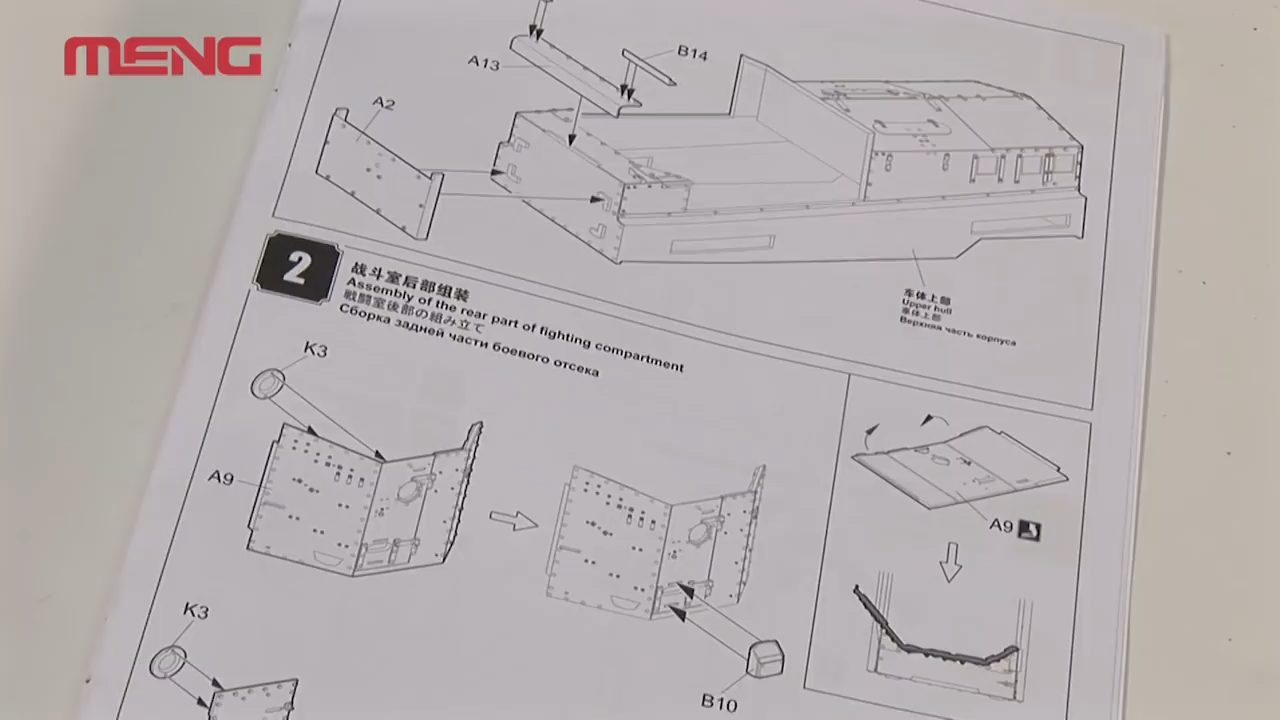 MENG
A13
B14
A2
车体上部
Upper hull
車体上部
Верхняя часть корпуса
2
战斗室后部组装
Assembly of the rear part of fighting compartment
戦闘室後部の組み立て
Сборка задней части боевого отсека
K3
A9
A9
K3
B10